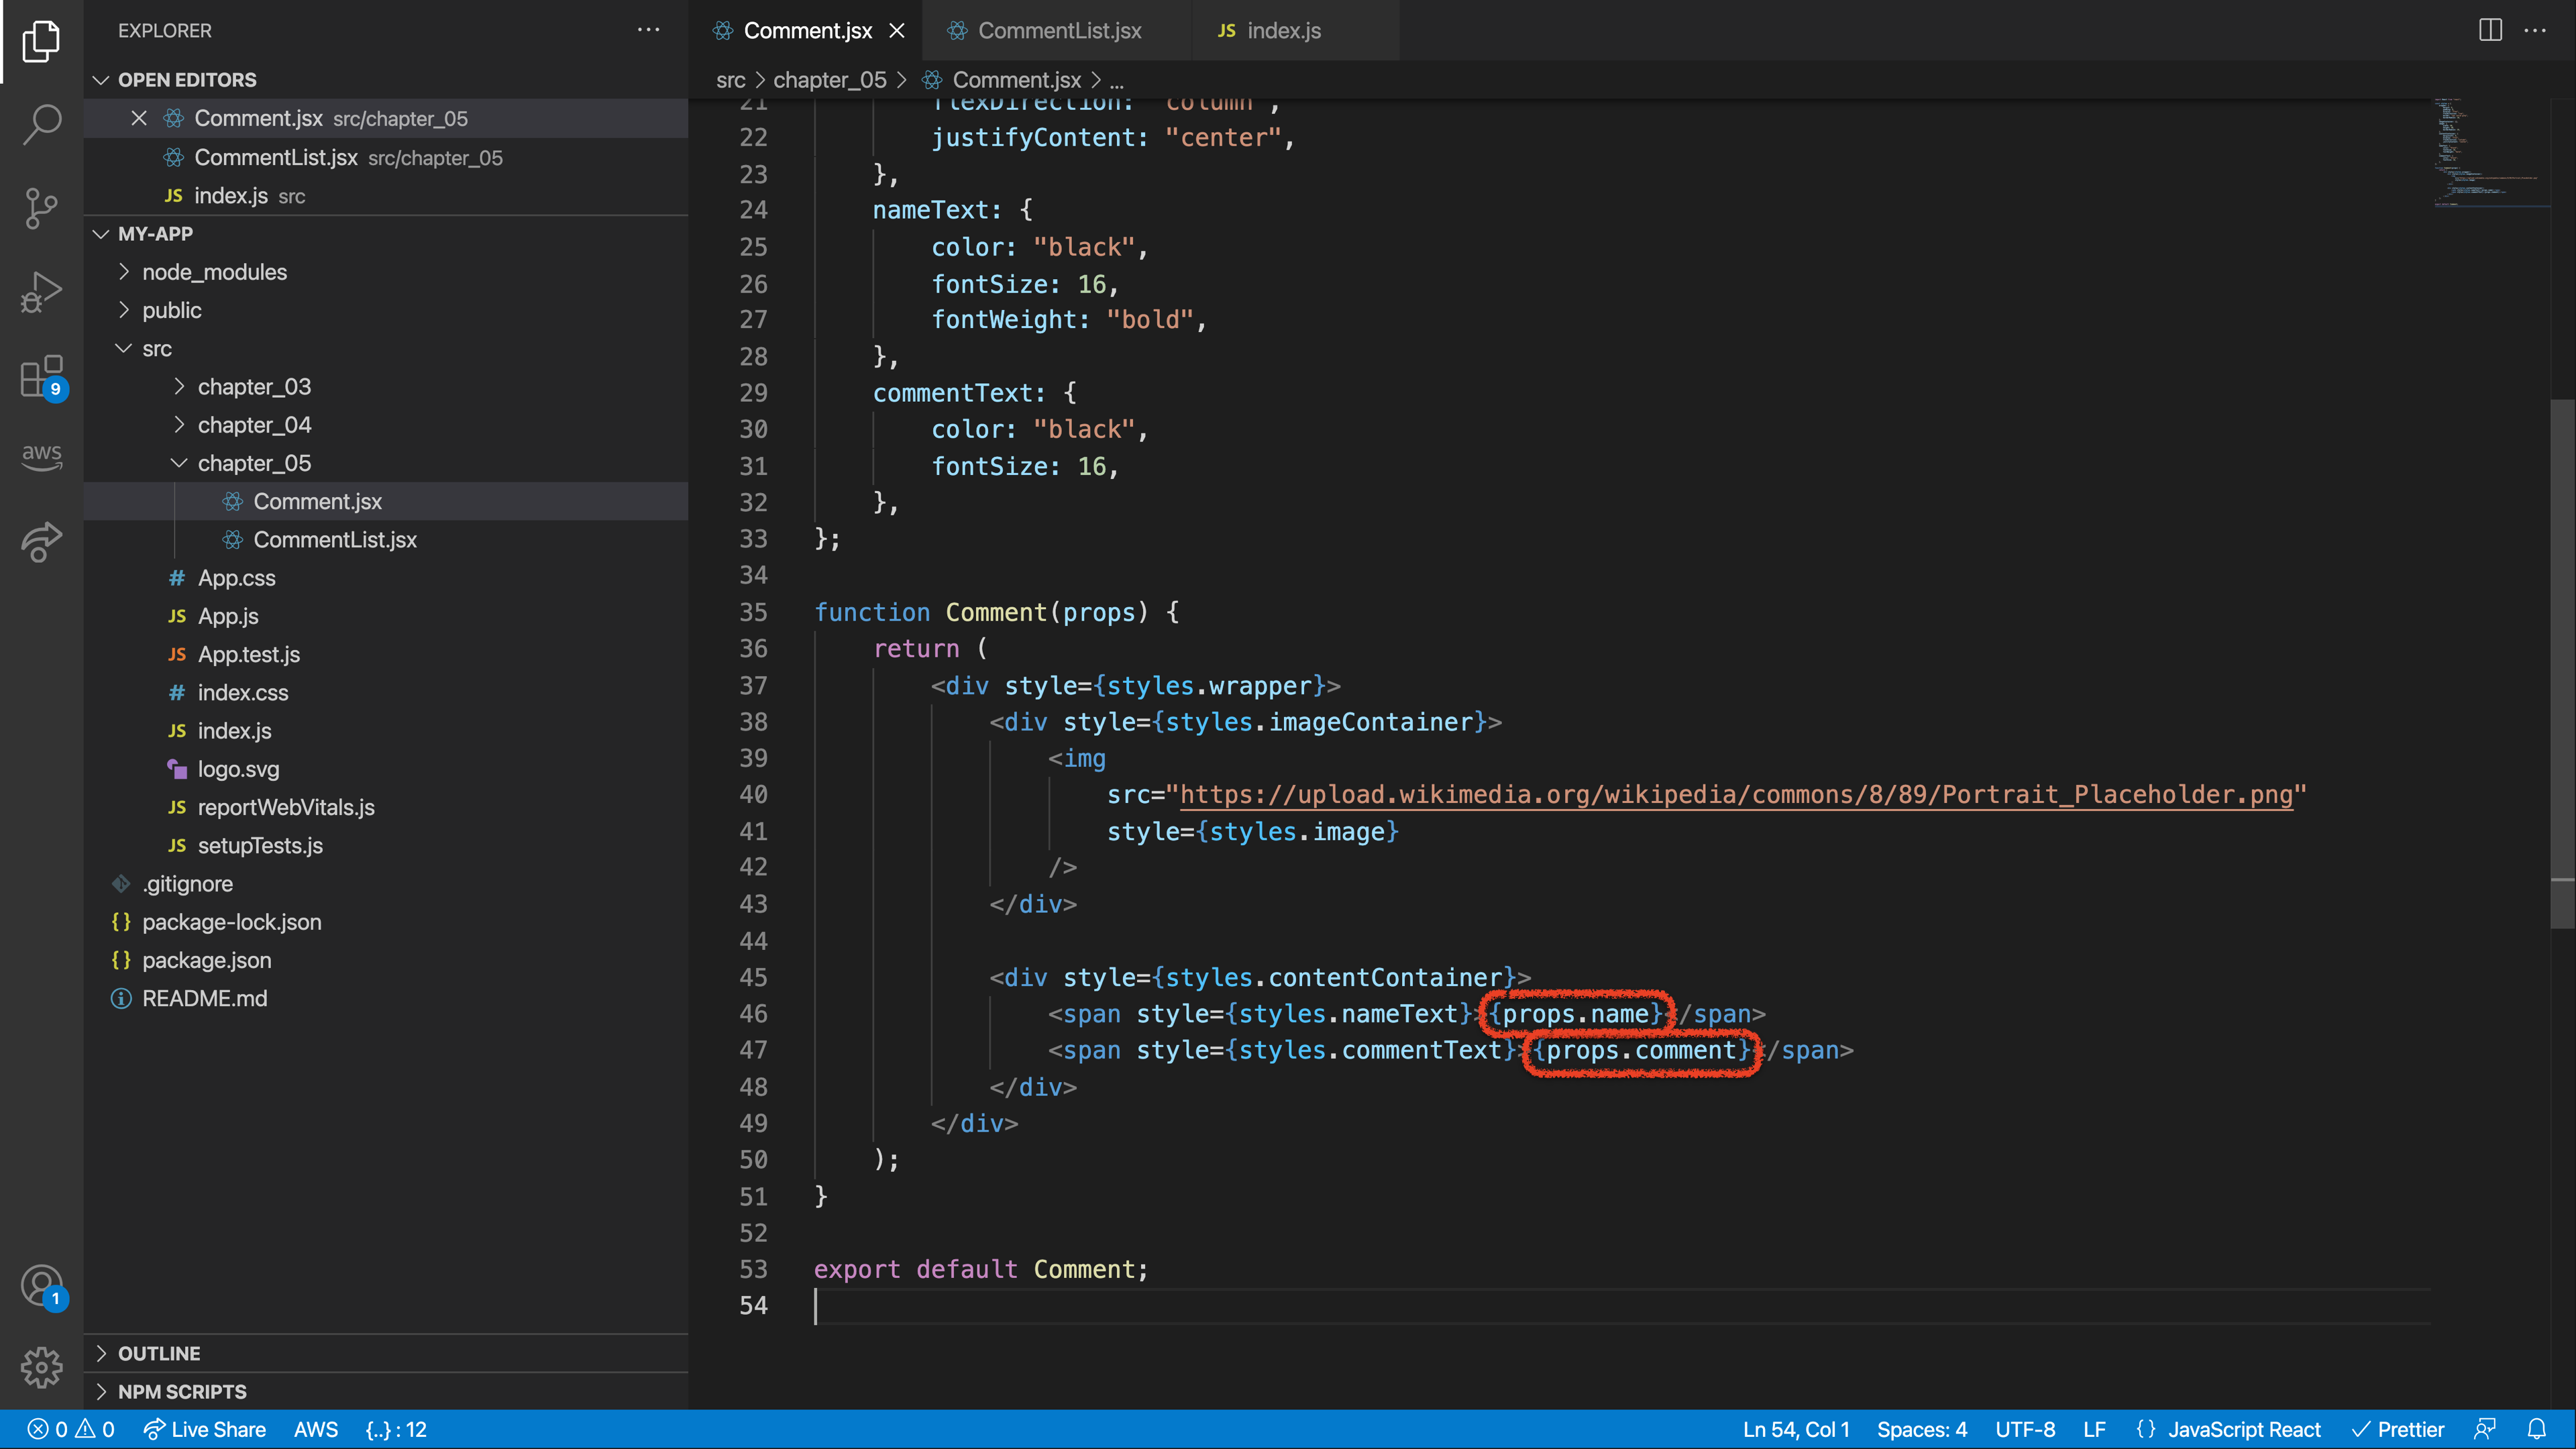 EXPLORER
OPEN EDITORS
Comment.jsx src/chapter_05
CommentList.jsx src/chapter_05
JS index.js src
MY-APP
node_modules
public
src
chapter_03
chapter_04
chapter_05
Comment.jsx
CommentList.jsx
# App.css
JS App.js
JS App.test.js
# index.css
JS index.js
logo.svg
JS reportWebVitals.js
JS setupTests.js
.gitignore
{} package-lock.json
{} package.json
README.md
OUTLINE
NPM SCRIPTS
9
aws
1
Comment.jsx CommentList.jsx JS index.js
src > chapter_05 > Comment.jsx > ...
21 flexDirection: "column",
22 justifyContent: "center",
23 },
24 nameText: {
25 color: "black",
26 fontSize: 16,
27 fontWeight: "bold",
28 },
29 commentText: {
30 color: "black",
31 fontSize: 16,
32 },
33 };
34
35 function Comment(props) {
36 return (
37 <div style={styles.wrapper}>
38 <div style={styles.imageContainer}>
39 <img
40 src="https://upload.wikimedia.org/wikipedia/commons/8/89/Portrait_Placeholder.png"
41 style={styles.image}
42 />
43 </div>
44
45 <div style={styles.contentContainer}>
46 <span style={styles.nameText}>{props.name}</span>
47 <span style={styles.commentText}>{props.comment}</span>
48 </div>
49 </div>
50 );
51 }
52
53 export default Comment;
54
0 0 Live Share AWS {..} : 12 Ln 54, Col 1 Spaces: 4 UTF-8 LF {} JavaScript React Prettier